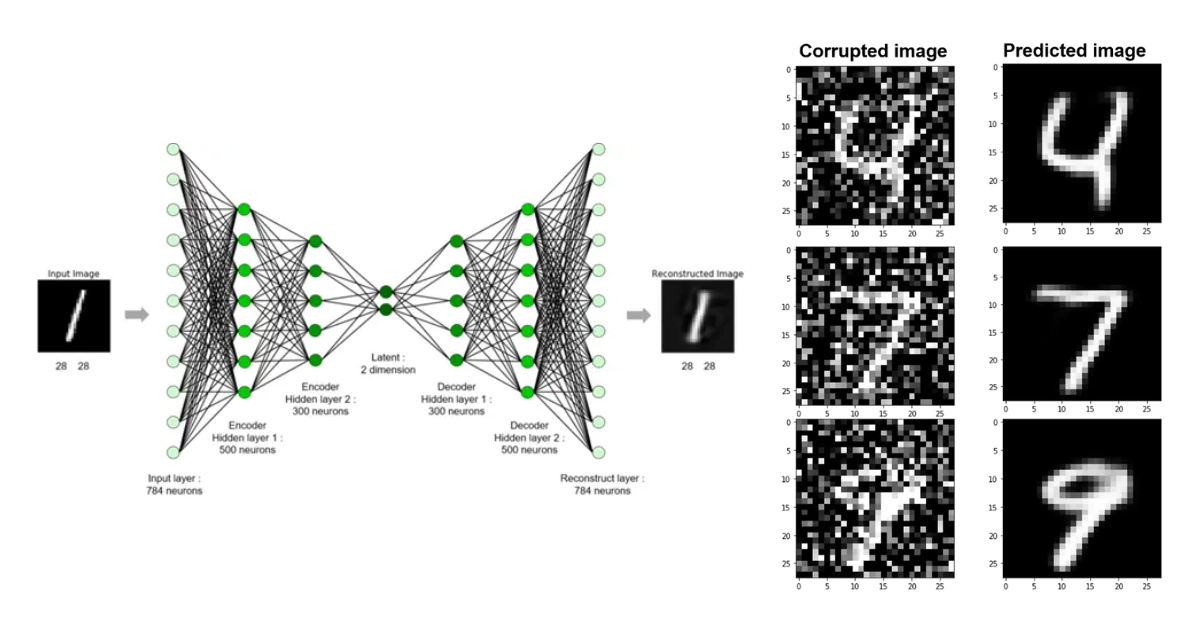 Input Image
28 28
Encoder
Hidden layer 1 :
500 neurons
Input layer :
784 neurons
Encoder
Hidden layer 2 :
300 neurons
Latent :
2 dimension
Decoder
Hidden layer 1 :
300 neurons
Decoder
Hidden layer 2 :
500 neurons
Reconstruct layer :
784 neurons
Reconstructed Image
28 28
Corrupted image
0
5
10
15
20
25
0 5 10 15 20 25
Predicted image
0
5
10
15
20
25
0 5 10 15 20 25
0
5
10
15
20
25
0 5 10 15 20 25
0
5
10
15
20
25
0 5 10 15 20 25
0
5
10
15
20
25
0 5 10 15 20 25
0
5
10
15
20
25
0 5 10 15 20 25